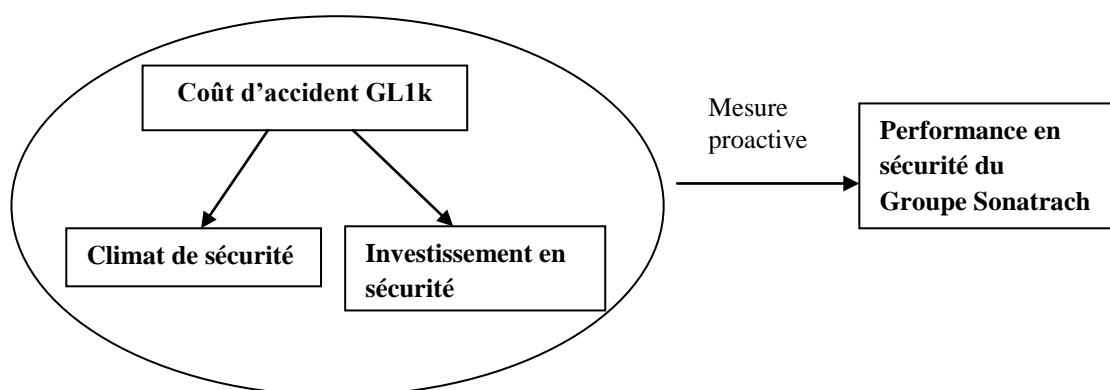 Coût d’accident GL1k
Climat de sécurité
Investissement en
sécurité
Mesure
proactive
Performance en
sécurité du
Groupe Sonatrach